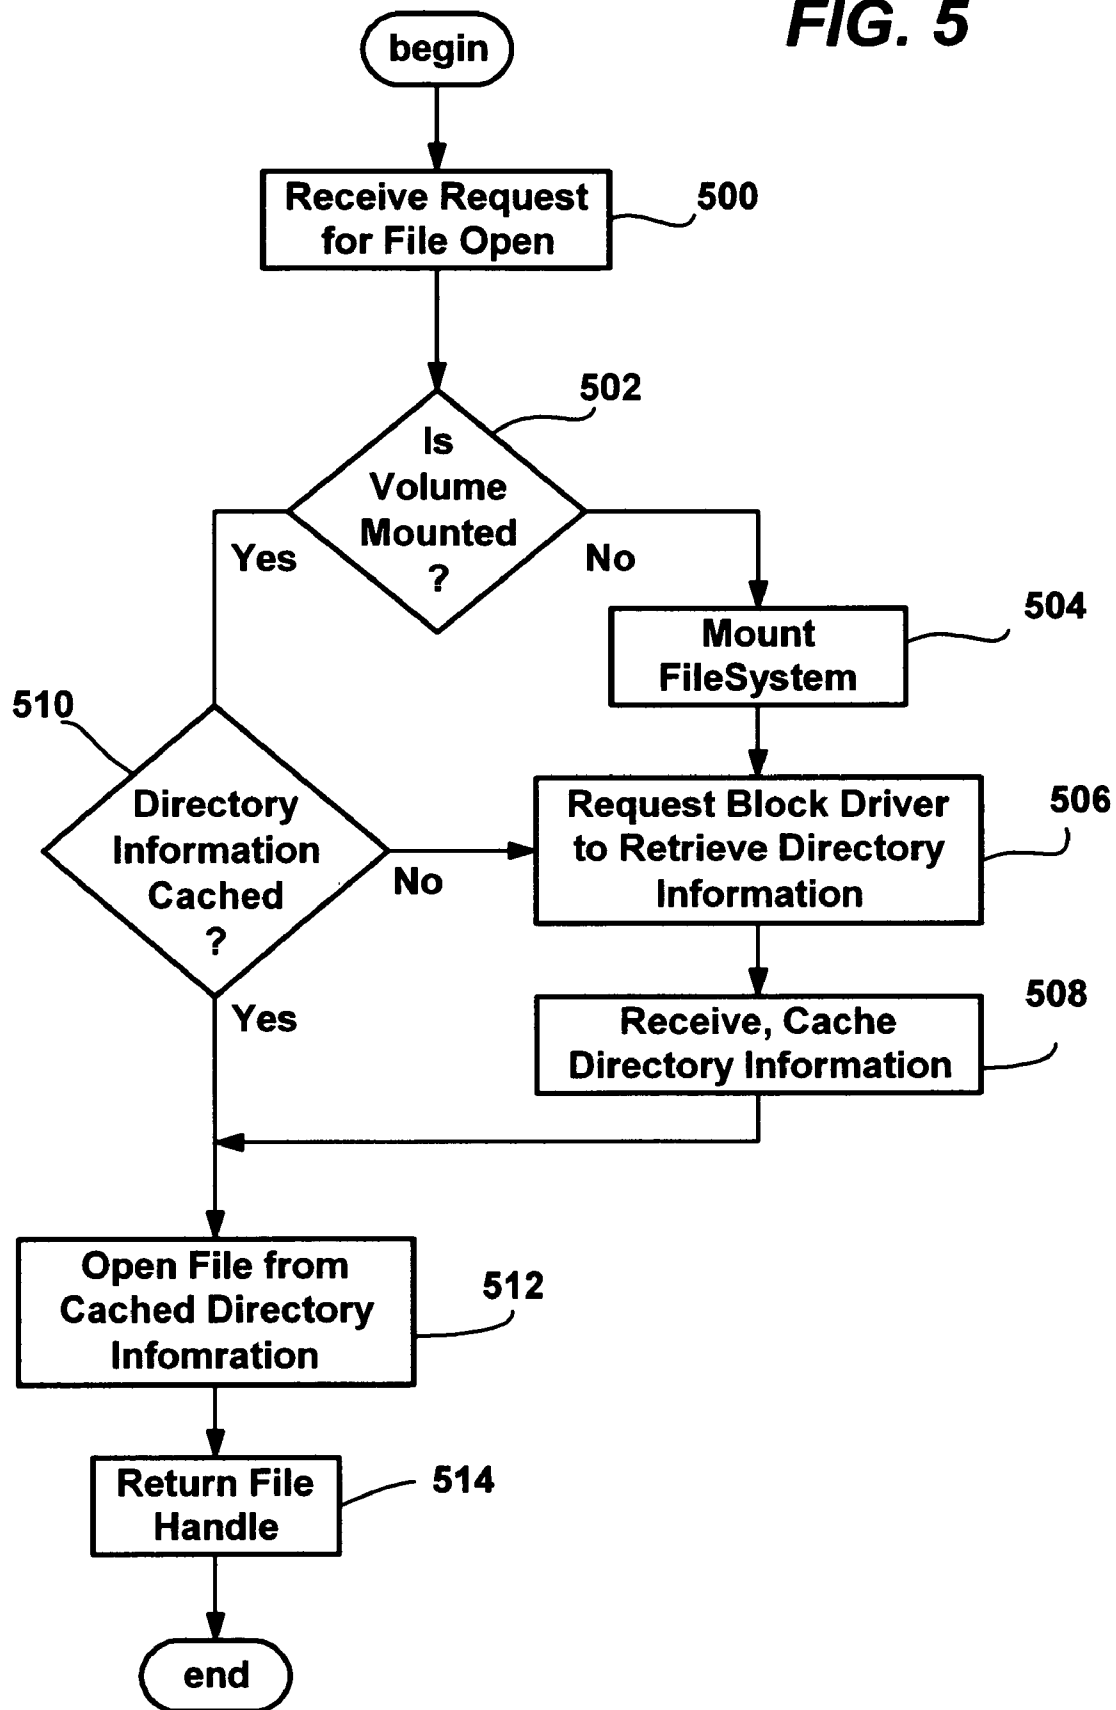 FIG. 5
begin
Receive Request
for File Open
500
502
Is
Volume
Mounted
?
Yes
No
504
Mount
FileSystem
510
Directory
Information
Cached
?
No
Yes
Request Block Driver
to Retrieve Directory
Information
506
Receive, Cache
Directory Information
508
Open File from
Cached Directory
Infomration
512
Return File
Handle
514
end